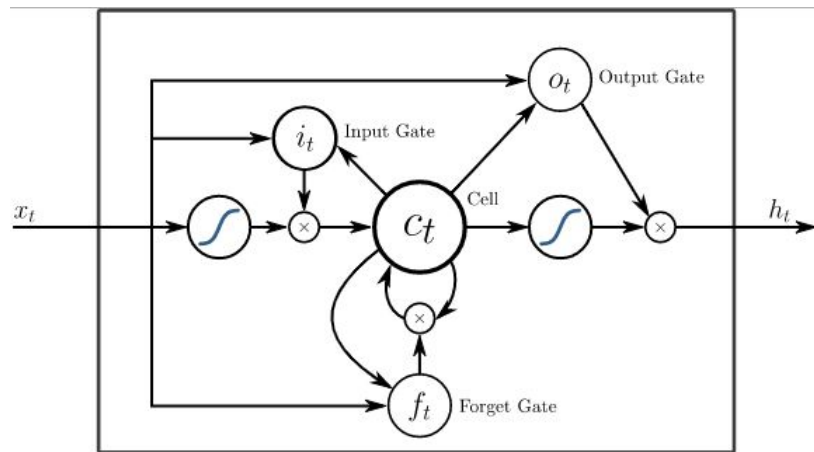 o_t Output Gate
i_t Input Gate
x_t
×
c_t Cell
×
h_t
×
f_t Forget Gate